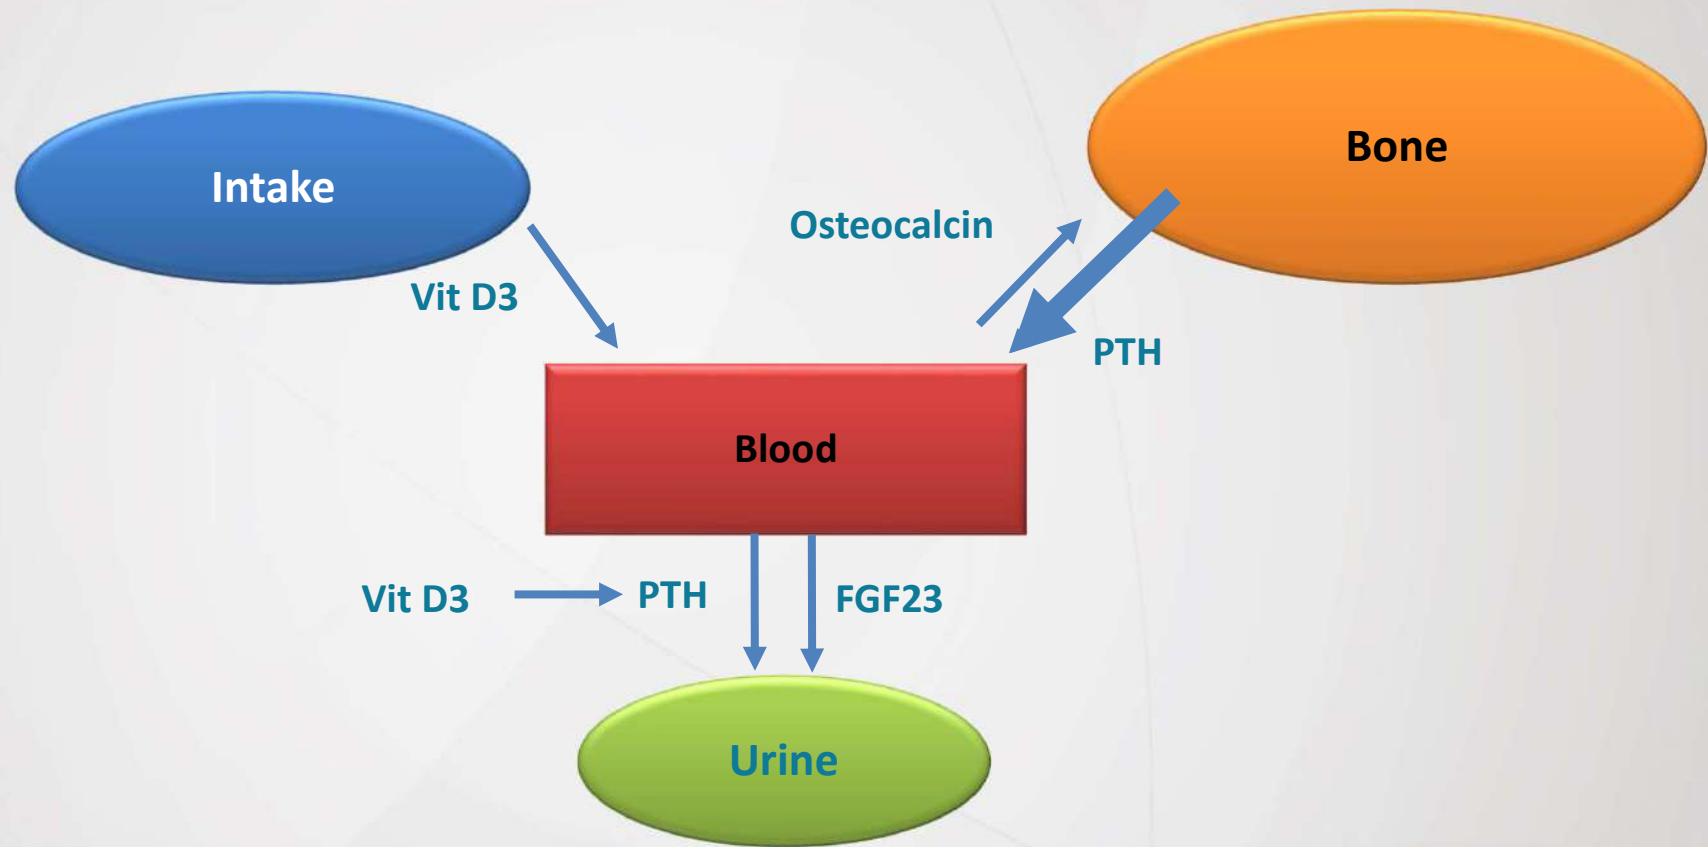 Bone
Intake
Osteocalcin
Vit D3
PTH
Blood
Vit D3
PTH
FGF23
Urine